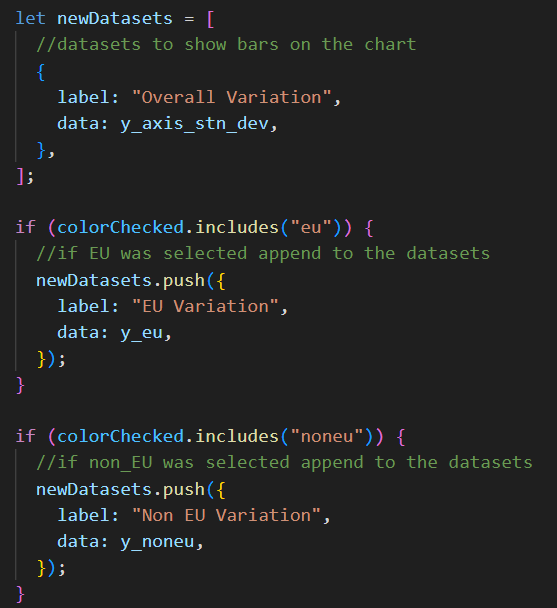 let newDatasets = [
  //datasets to show bars on the chart
  {
    label: "Overall Variation",
    data: y_axis_stn_dev,
  },
];

if (colorChecked.includes("eu")) {
  //if EU was selected append to the datasets
  newDatasets.push({
    label: "EU Variation",
    data: y_eu,
  });
}

if (colorChecked.includes("noneu")) {
  //if non_EU was selected append to the datasets
  newDatasets.push({
    label: "Non EU Variation",
    data: y_noneu,
  });
}